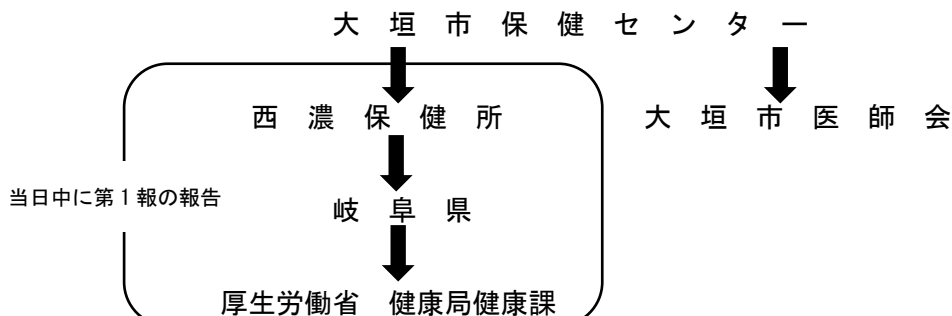 大垣市保健センター
西濃保健所 大垣市医師会
当日中に第１報の報告
岐阜県
厚生労働省　健康局健康課